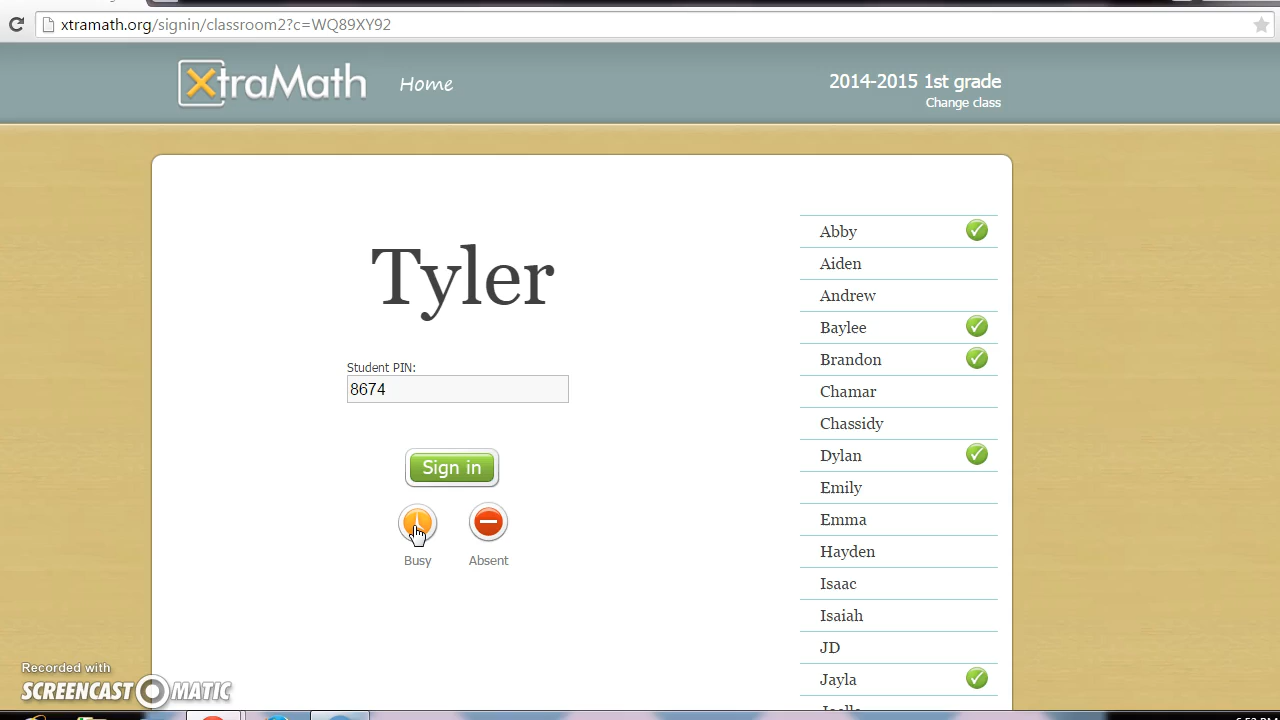 xtramath.org/signin/classroom2?c=WQ89XY92
XtraMath
Home
2014-2015 1st grade
Change class
Tyler
Student PIN:
8674
Sign in
Busy
Absent
Abby
Aiden
Andrew
Baylee
Brandon
Chamar
Chassidy
Dylan
Emily
Emma
Hayden
Isaac
Isaiah
JD
Jayla
Recorded with
SCREENCAST MATIC